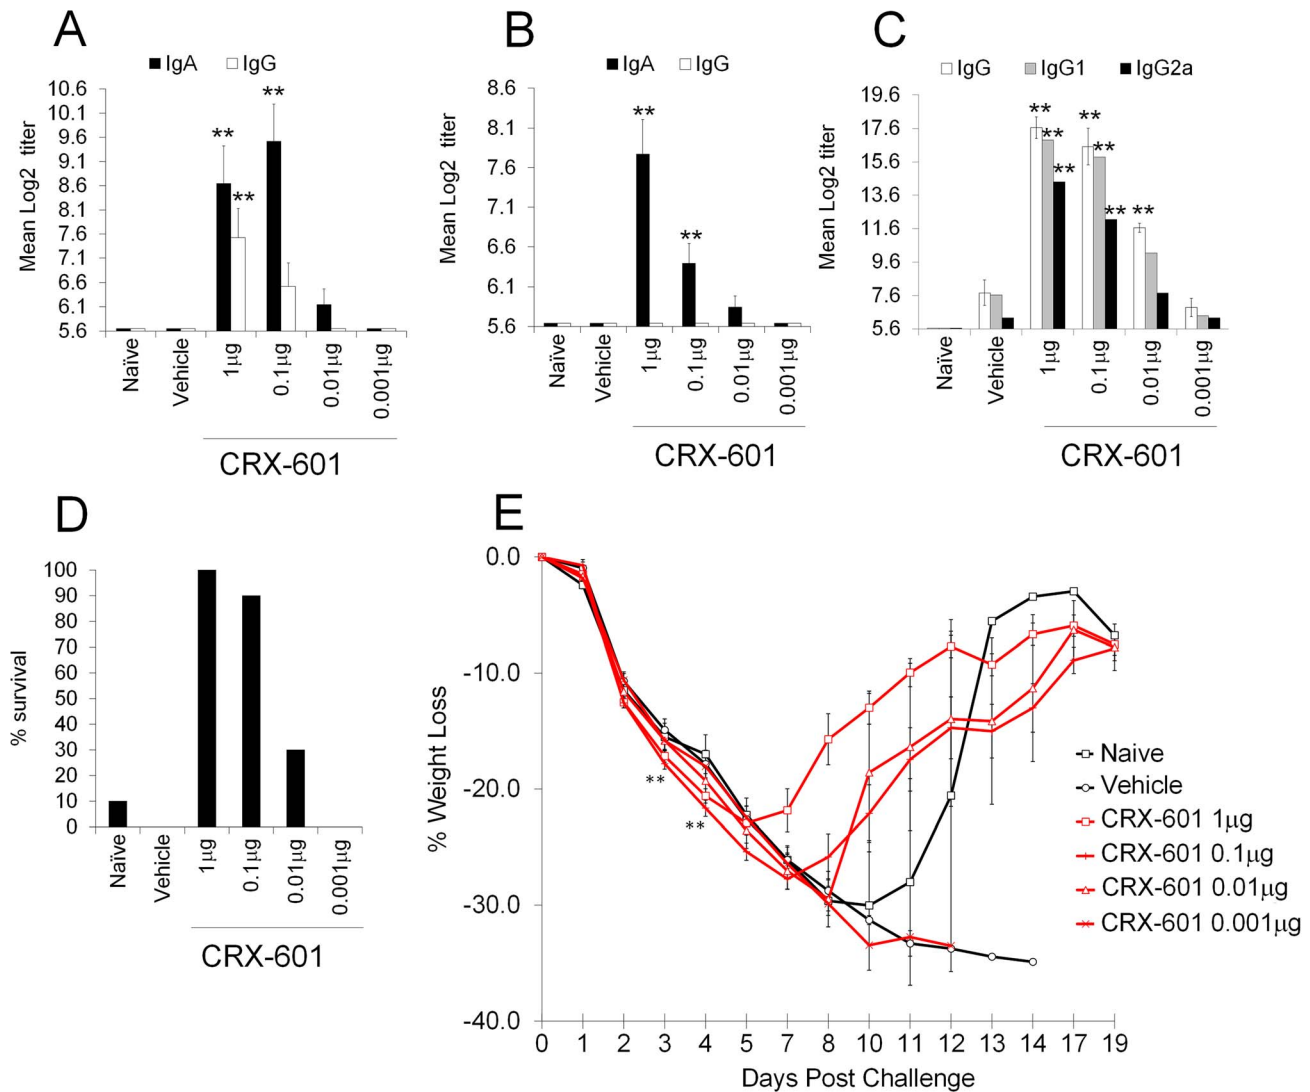 A
IgA IgG
Mean Log2 titer
10.6
10.1
9.6
9.1
8.6
8.1
7.6
7.1
6.6
6.1
5.6
** ** **
Naïve Vehicle 1µg 0.1µg 0.01µg 0.001µg
CRX-601
B
IgA IgG
Mean Log2 titer
8.6
8.1
7.6
7.1
6.6
6.1
5.6
** **
Naïve Vehicle 1µg 0.1µg 0.01µg 0.001µg
CRX-601
C
IgG IgG1 IgG2a
Mean Log2 titer
19.6
17.6
15.6
13.6
11.6
9.6
7.6
5.6
** ** ** ** ** ** **
Naïve Vehicle 1µg 0.1µg 0.01µg 0.001µg
CRX-601
D
% survival
100
90
80
70
60
50
40
30
20
10
0
Naïve Vehicle 1µg 0.1µg 0.01µg 0.001µg
CRX-601
E
% Weight Loss
0.0
-10.0
-20.0
-30.0
-40.0
**
**
Naive
Vehicle
CRX-601 1µg
CRX-601 0.1µg
CRX-601 0.01µg
CRX-601 0.001µg
0 1 2 3 4 5 7 8 10 11 12 13 14 17 19
Days Post Challenge